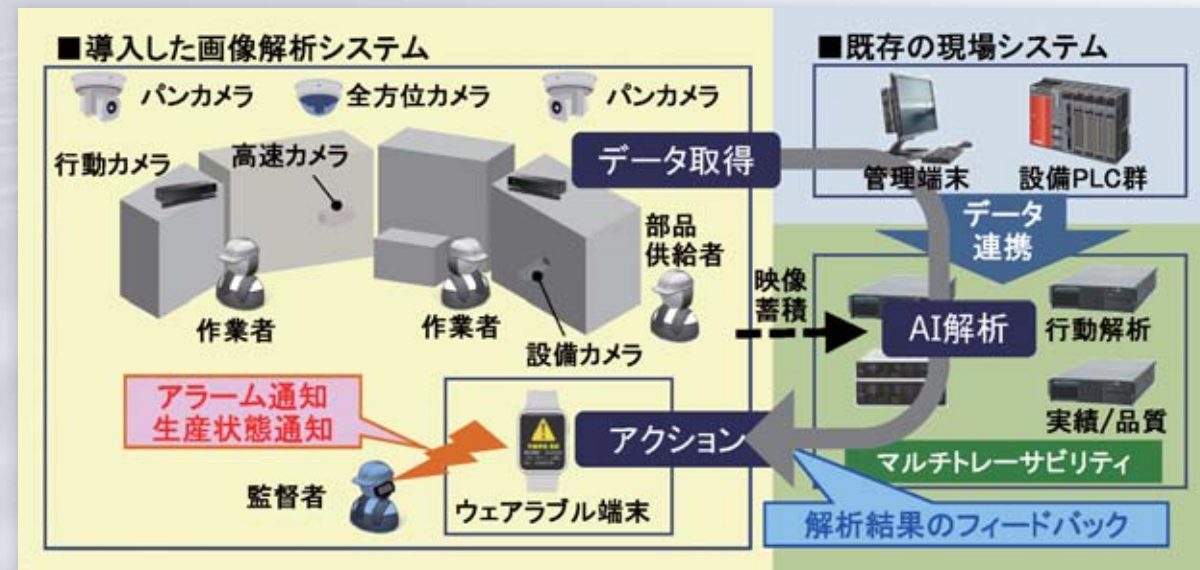 ■導入した画像解析システム
パンカメラ
全方位カメラ
パンカメラ
行動カメラ
高速カメラ
データ取得
部品
供給者
作業者
作業者
設備カメラ
映像
蓄積
アラーム通知
生産状態通知
監督者
ウェアラブル端末
アクション
■既存の現場システム
管理端末
設備PLC群
データ
連携
AI解析
行動解析
実績/品質
マルチトレーサビリティ
解析結果のフィードバック